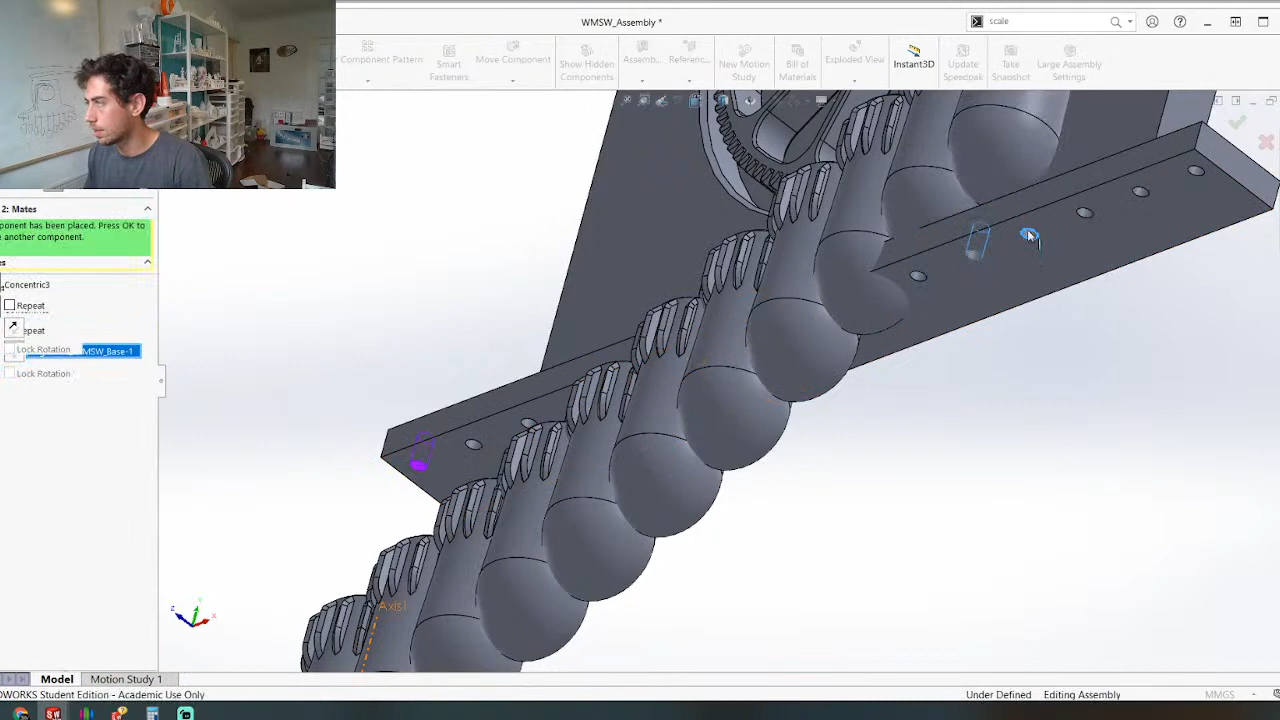 WMSW_Assembly *
scale
Component Pattern
Smart
Fasteners
Move Component
Show Hidden
Components
Assemb...
Referenc...
New Motion
Study
Bill of
Materials
Exploded View
Instant3D
Update
Speedpak
Take
Snapshot
Large Assembly
Settings
2: Mates
ponent has been placed. Press OK to
e another component.
es
Concentric3
Repeat
epeat
Lock Rotation
MSW_Base-1
Lock Rotation
Axis1
Z
Y
X
Model
Motion Study 1
DWORKS Student Edition - Academic Use Only
Under Defined
Editing Assembly
MMGS